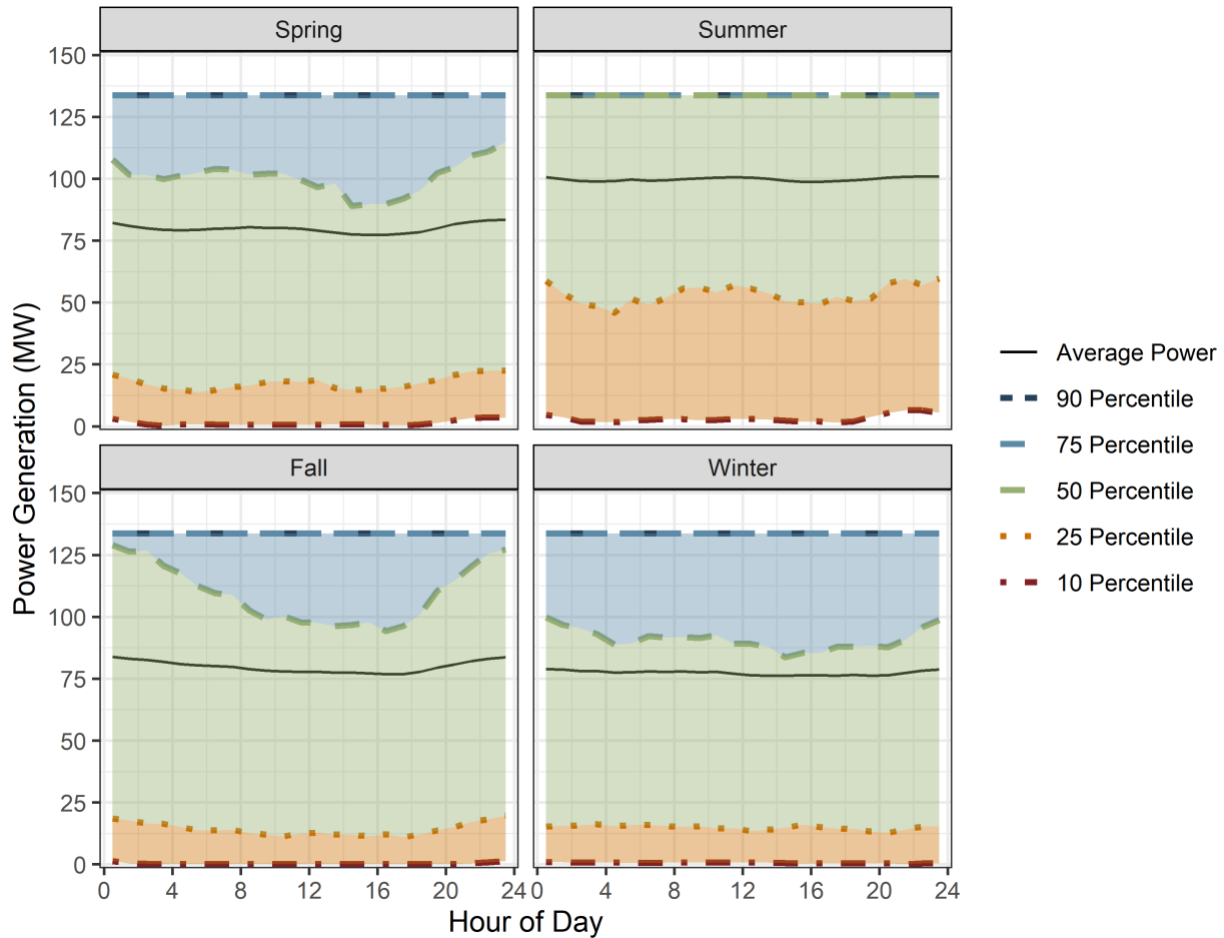 Spring
Summer
150
125
100
75
50
25
0
Fall
Winter
150
125
100
75
50
25
0
0 4 8 12 16 20 24
0 4 8 12 16 20 24
Hour of Day
Power Generation (MW)
Average Power
90 Percentile
75 Percentile
50 Percentile
25 Percentile
10 Percentile